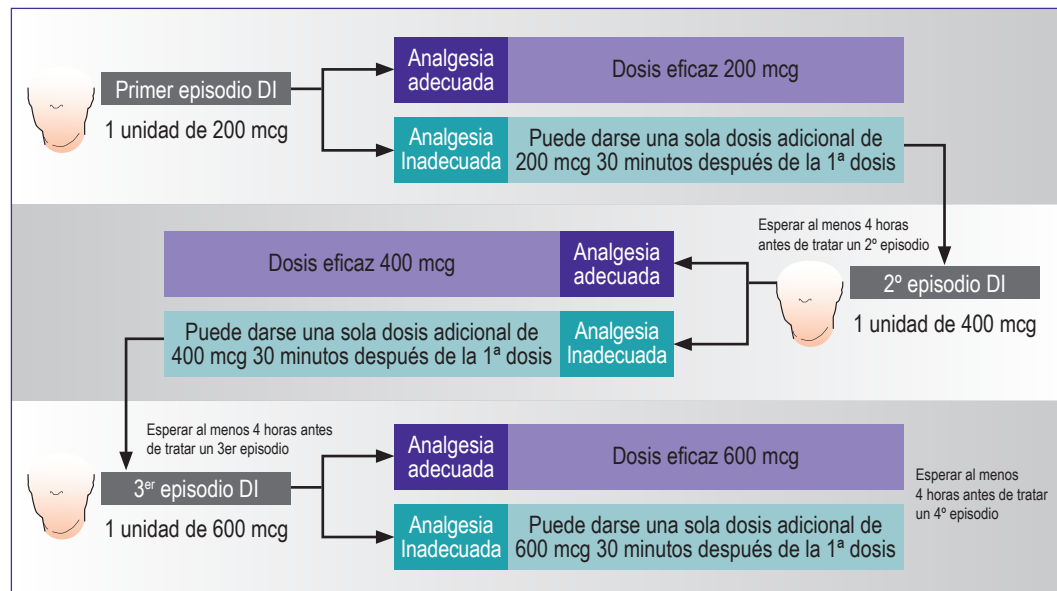 Primer episodio DI
1 unidad de 200 mcg
Analgesia
adecuada
Dosis eficaz 200 mcg
Analgesia
Inadecuada
Puede darse una sola dosis adicional de
200 mcg 30 minutos después de la 1ª dosis
Esperar al menos 4 horas
antes de tratar un 2º episodio
2º episodio DI
1 unidad de 400 mcg
Dosis eficaz 400 mcg
Analgesia
adecuada
Puede darse una sola dosis adicional de
400 mcg 30 minutos después de la 1ª dosis
Analgesia
Inadecuada
Esperar al menos 4 horas antes
de tratar un 3er episodio
3er episodio DI
1 unidad de 600 mcg
Analgesia
adecuada
Dosis eficaz 600 mcg
Analgesia
Inadecuada
Puede darse una sola dosis adicional de
600 mcg 30 minutos después de la 1ª dosis
Esperar al menos
4 horas antes de tratar
un 4º episodio